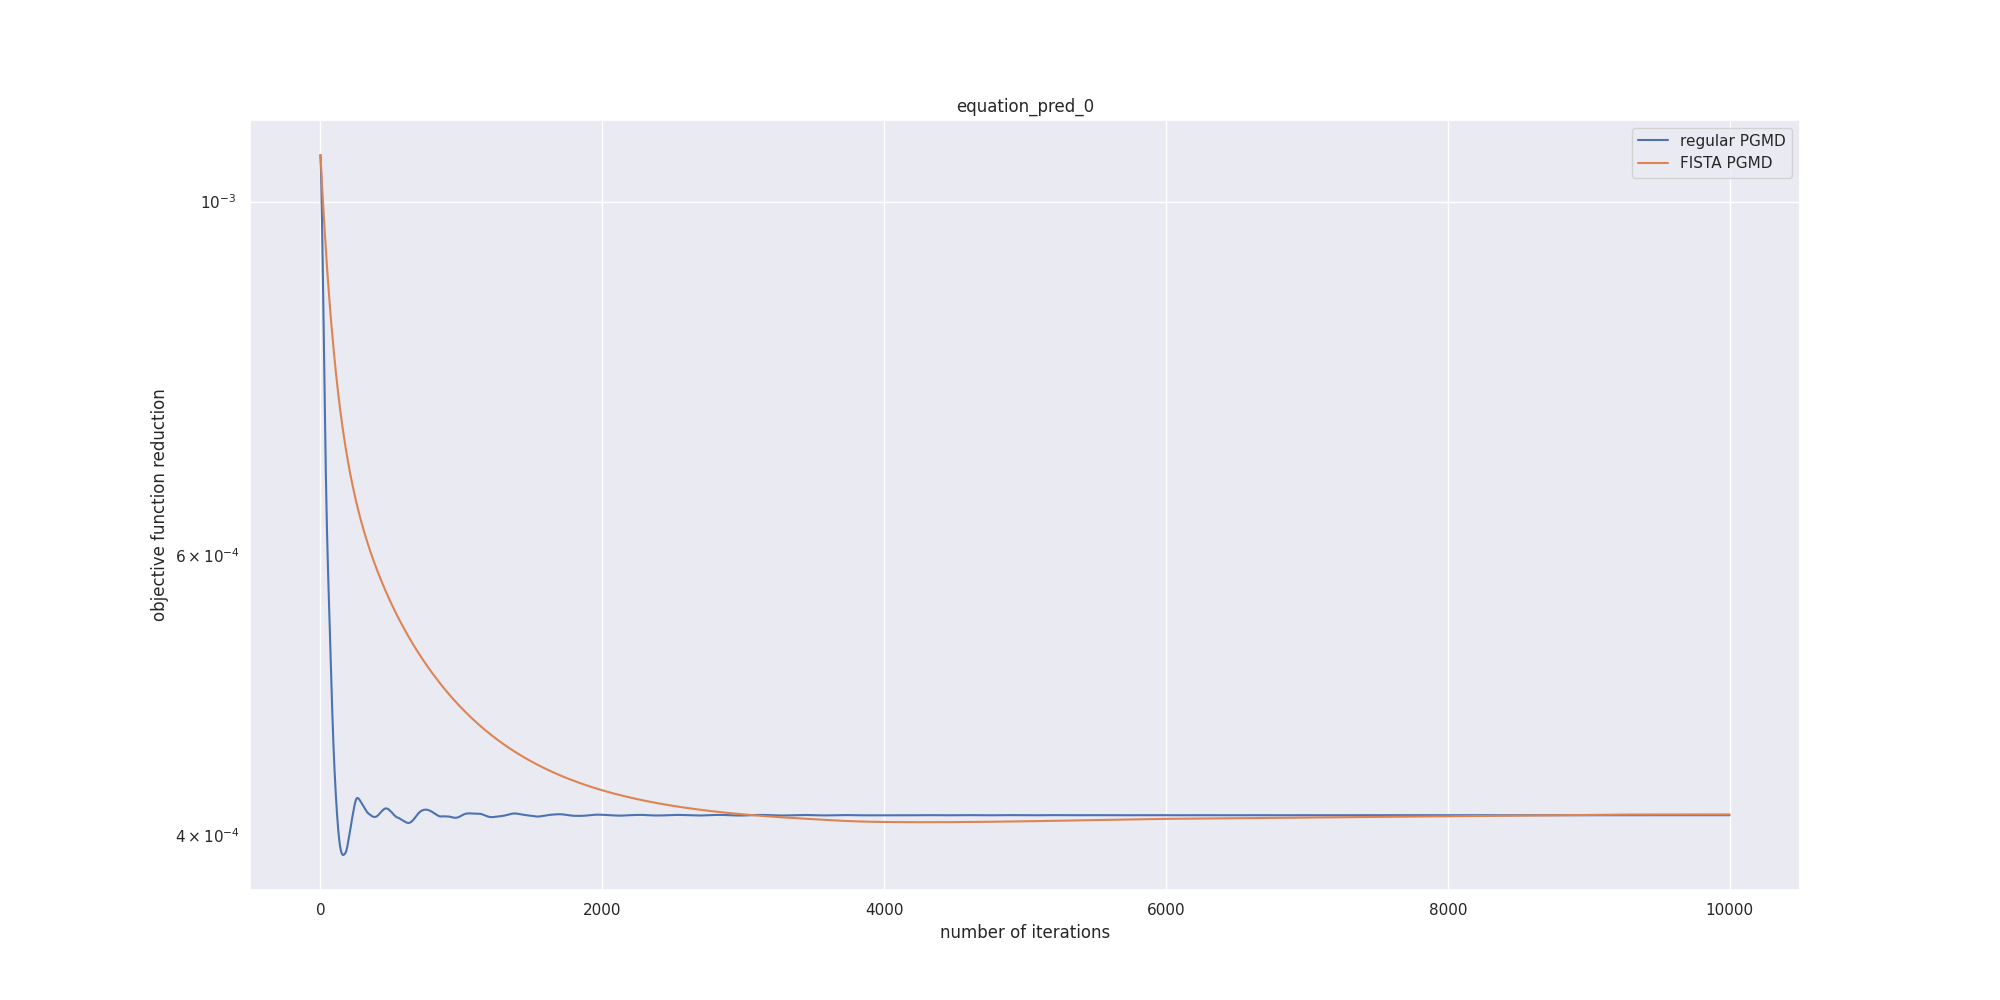 equation_pred_0
regular PGMD
FISTA PGMD
10⁻³
6 × 10⁻⁴
4 × 10⁻⁴
objective function reduction
0 2000 4000 6000 8000 10000
number of iterations